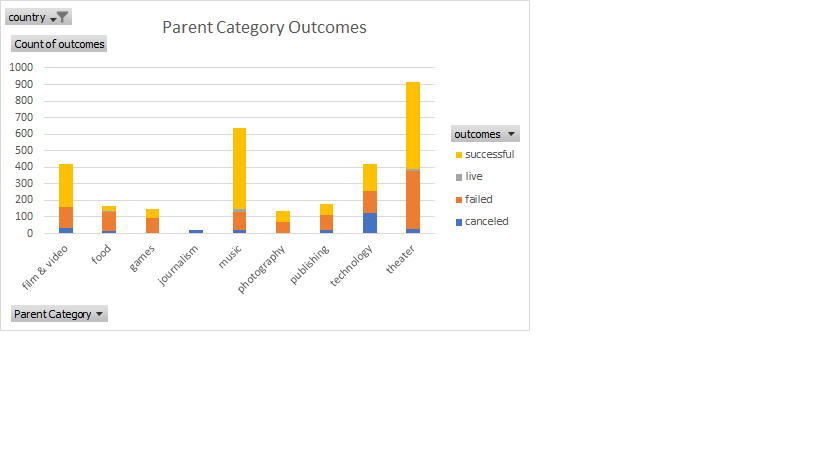 country
Parent Category Outcomes
Count of outcomes
1000
900
800
700
600
500
400
300
200
100
0
film & video
food
games
journalism
music
photography
publishing
technology
theater
outcomes
successful
live
failed
canceled
Parent Category